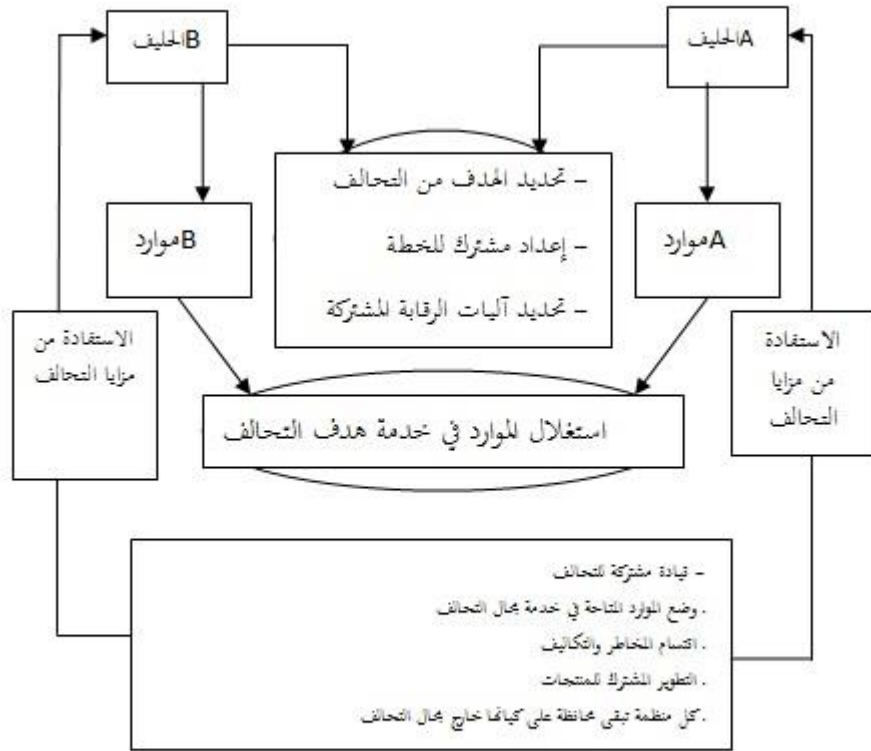 الحليفA
الحليفB
- تحديد الهدف من التحالف
- إعداد مشترك للخطة
- تحديد آليات الرقابة المشتركة
مواردA
مواردB
الاستفادة
من مزايا
التحالف
الاستفادة من
مزايا التحالف
استغلال الموارد في خدمة هدف التحالف
- قيادة مشتركة للتحالف
. وضع الموارد المتاحة في خدمة مجال التحالف
. اقتسام المخاطر والتكاليف
. التطوير المشترك للمنتجات
. كل منظمة تبقى محافظة على كيانها خارج مجال التحالف